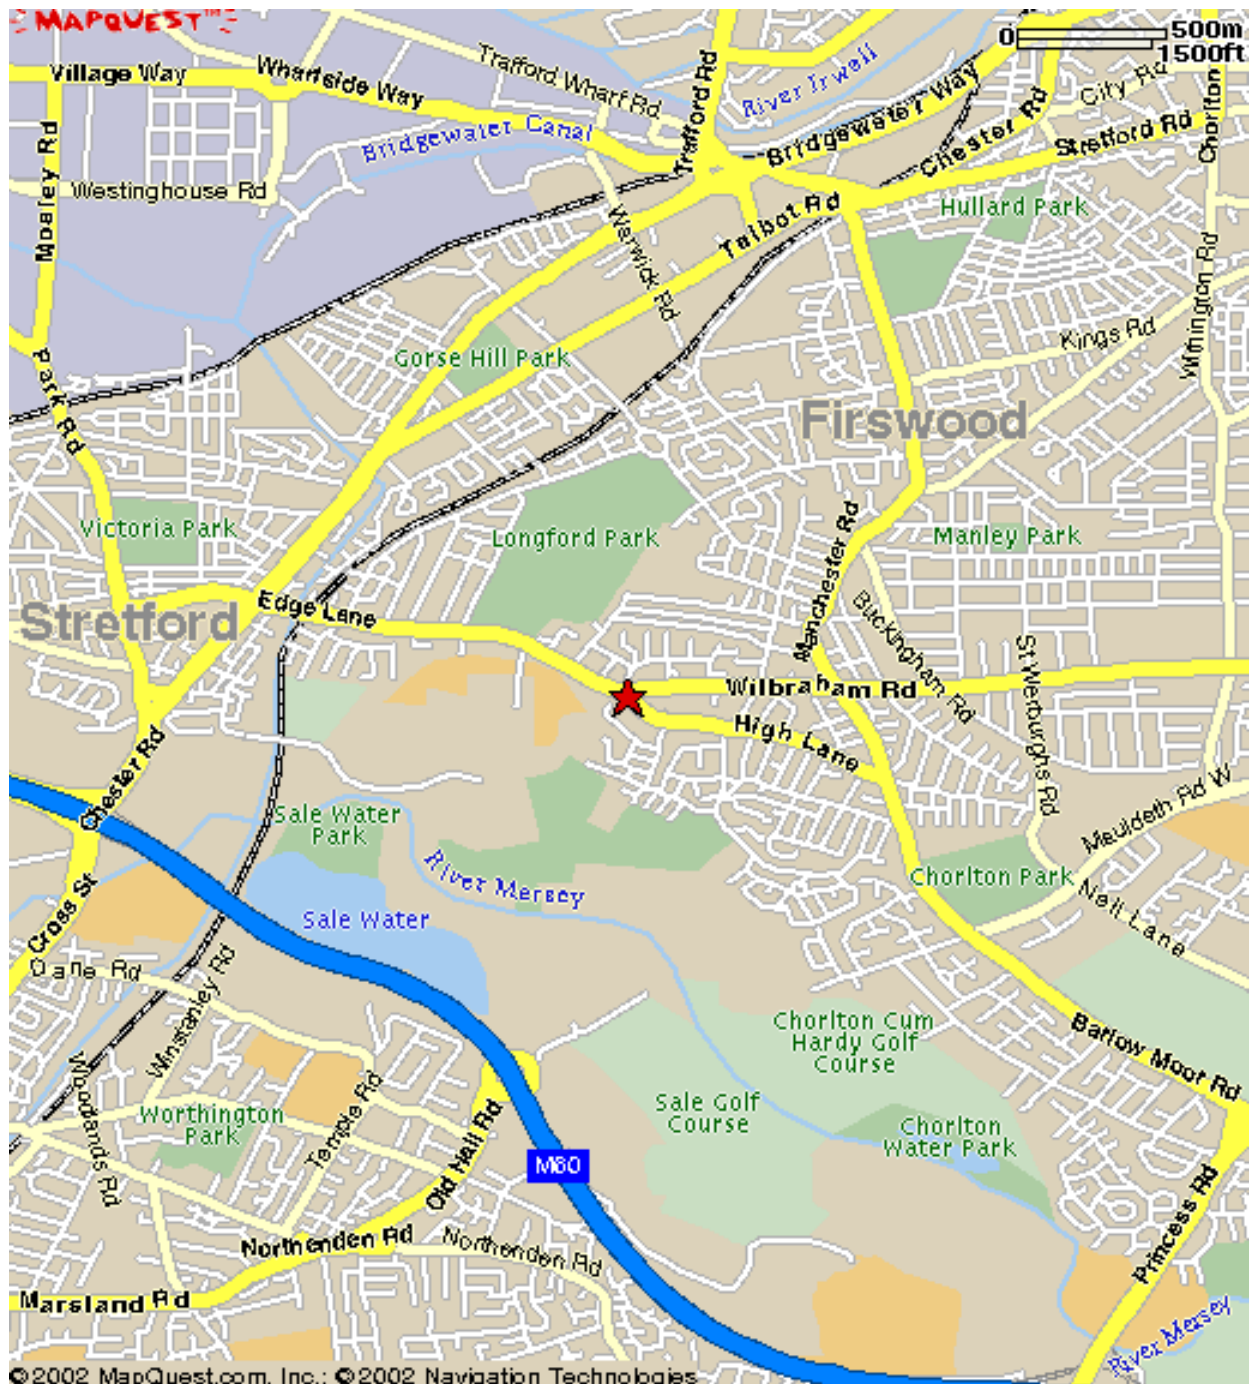 MAPQUEST™
0 500m
1500ft
Village Way
Whartside Way
Trafford Wharf Rd
Trafford Rd
River Irwell
Bridgewater Way
City Rd
Chorlton
Chester Rd
Stretford Rd
Bridgewater Canal
Mosley Rd
Westinghouse Rd
Talbot Rd
Hullard Park
Warwick Rd
Withington Rd
Kings Rd
Gorse Hill Park
Park Rd
Firswood
Victoria Park
Longford Park
Manchester Rd
Manley Park
Stretford
Edge Lane
Buckingham Rd
St Werburghs Rd
Wilbraham Rd
High Lane
Chester Rd
Sale Water
Park
Meuldeth Rd W
River Mersey
Chorlton Park
Nell Lane
Cross St
Sale Water
Dane Rd
Winstanley Rd
Chorlton Cum
Hardy Golf
Course
Barlow Moor Rd
Woodlands Rd
Worthington
Park
Temple Rd
Old Hall Rd
Sale Golf
Course
Chorlton
Water Park
M60
Princess Rd
Northenden Rd
Northenden Rd
Marsland Rd
River Mersey
©2002 MapQuest.com, Inc.; ©2002 Navigation Technologies